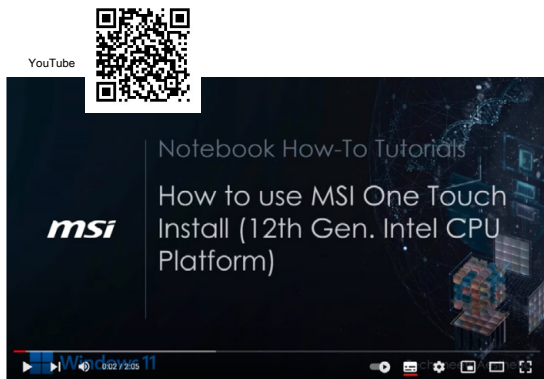 YouTube
Notebook How-To Tutorials
How to use MSI One Touch
msi
Install (12th Gen. Intel CPU
Platform)
Windows 11
0:02 / 2:05